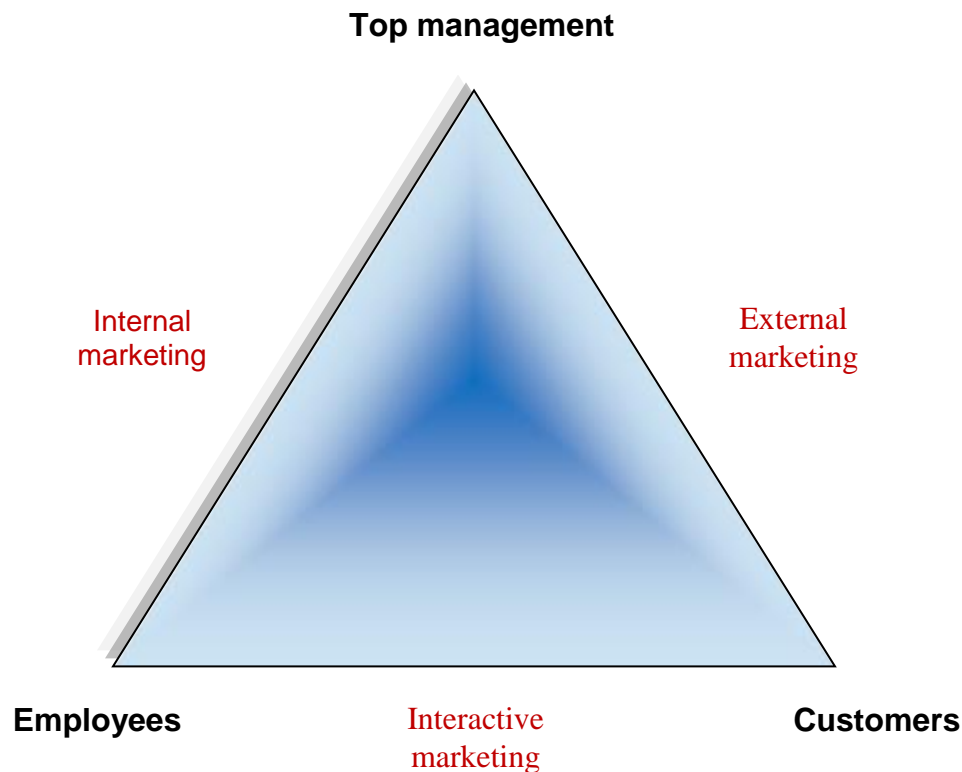 Top management
Internal
marketing
External
marketing
Employees
Interactive
marketing
Customers